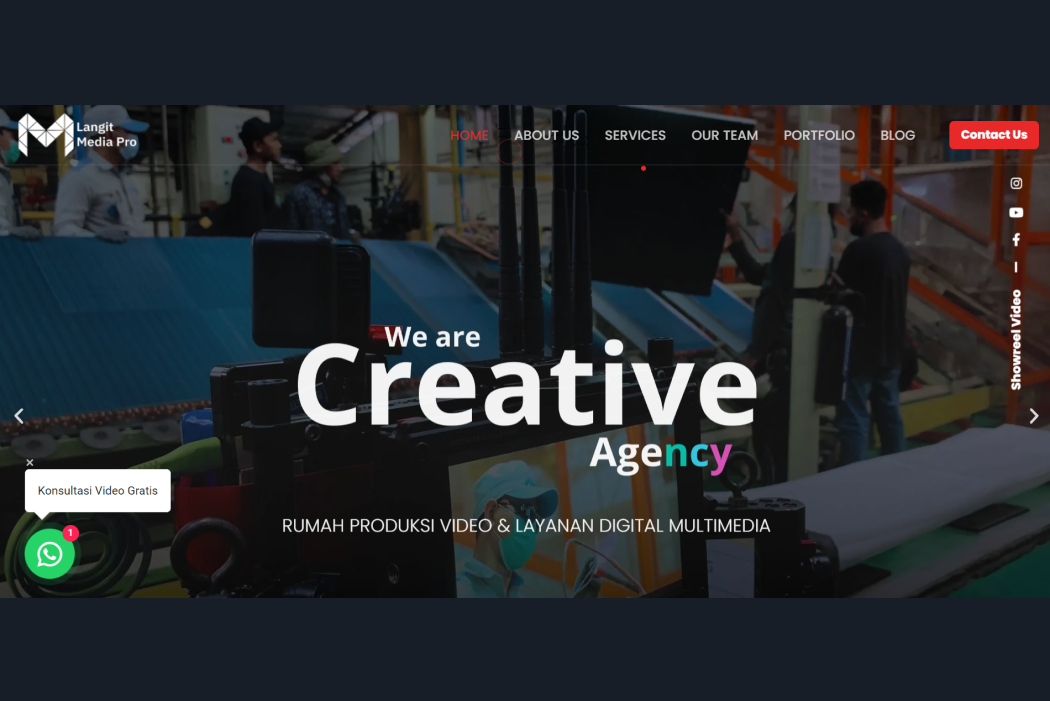 Langit
Media Pro
HOME
ABOUT US
SERVICES
OUR TEAM
PORTFOLIO
BLOG
Contact Us
Showreel Video
We are
Creative
Agency
RUMAH PRODUKSI VIDEO & LAYANAN DIGITAL MULTIMEDIA
Konsultasi Video Gratis
1